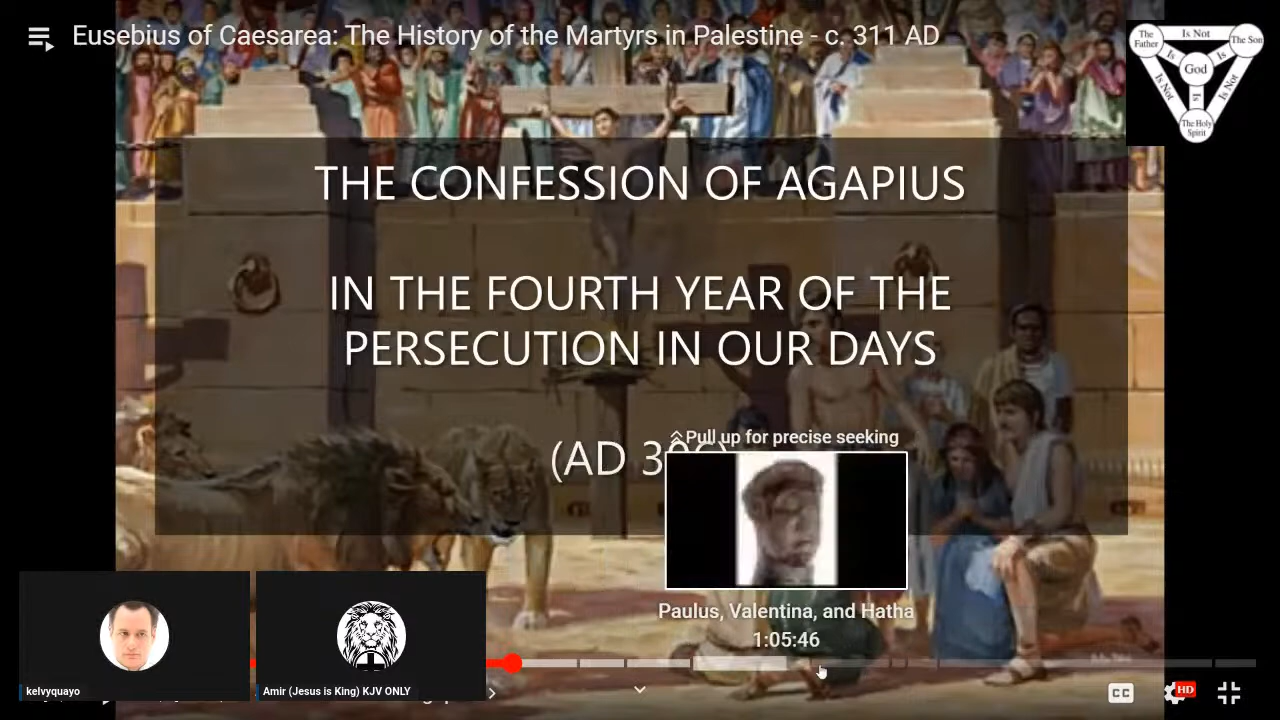 Eusebius of Caesarea: The History of the Martyrs in Palestine - c. 311 AD
The Father
Is Not
The Son
Is
God
Is
Is Not
Is
Is Not
The Holy Spirit
THE CONFESSION OF AGAPIUS
IN THE FOURTH YEAR OF THE
PERSECUTION IN OUR DAYS
(AD
Pull up for precise seeking
Paulus, Valentina, and Hatha
1:05:46
kelvyquayo
Amir (Jesus is King) KJV ONLY
CC
HD